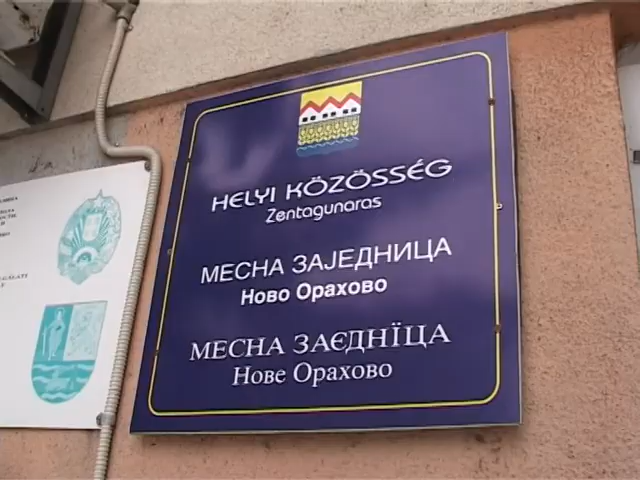 HELYI KÖZÖSSÉG
Zentagunaras
МЕСНА ЗАЈЕДНИЦА
Ново Орахово
МЕСНА ЗАЄДНЇЦА
Нове Орахово